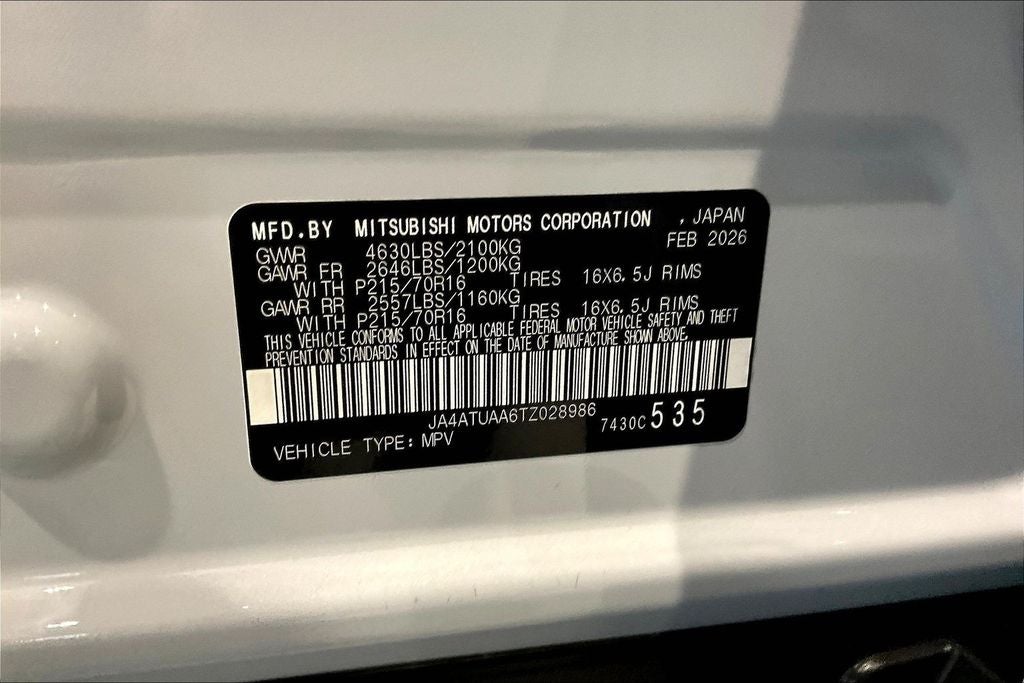 MFD.BY MITSUBISHI MOTORS CORPORATION , JAPAN
FEB 2026
GVWR 4630LBS/2100KG
GAWR FR 2646LBS/1200KG
WITH P215/70R16 TIRES 16X6.5J RIMS
GAWR RR 2557LBS/1160KG
WITH P215/70R16 TIRES 16X6.5J RIMS
THIS VEHICLE CONFORMS TO ALL APPLICABLE FEDERAL MOTOR VEHICLE SAFETY AND THEFT
PREVENTION STANDARDS IN EFFECT ON THE DATE OF MANUFACTURE SHOWN ABOVE.
JA4ATUAA6TZ028986
7430C 535
VEHICLE TYPE: MPV